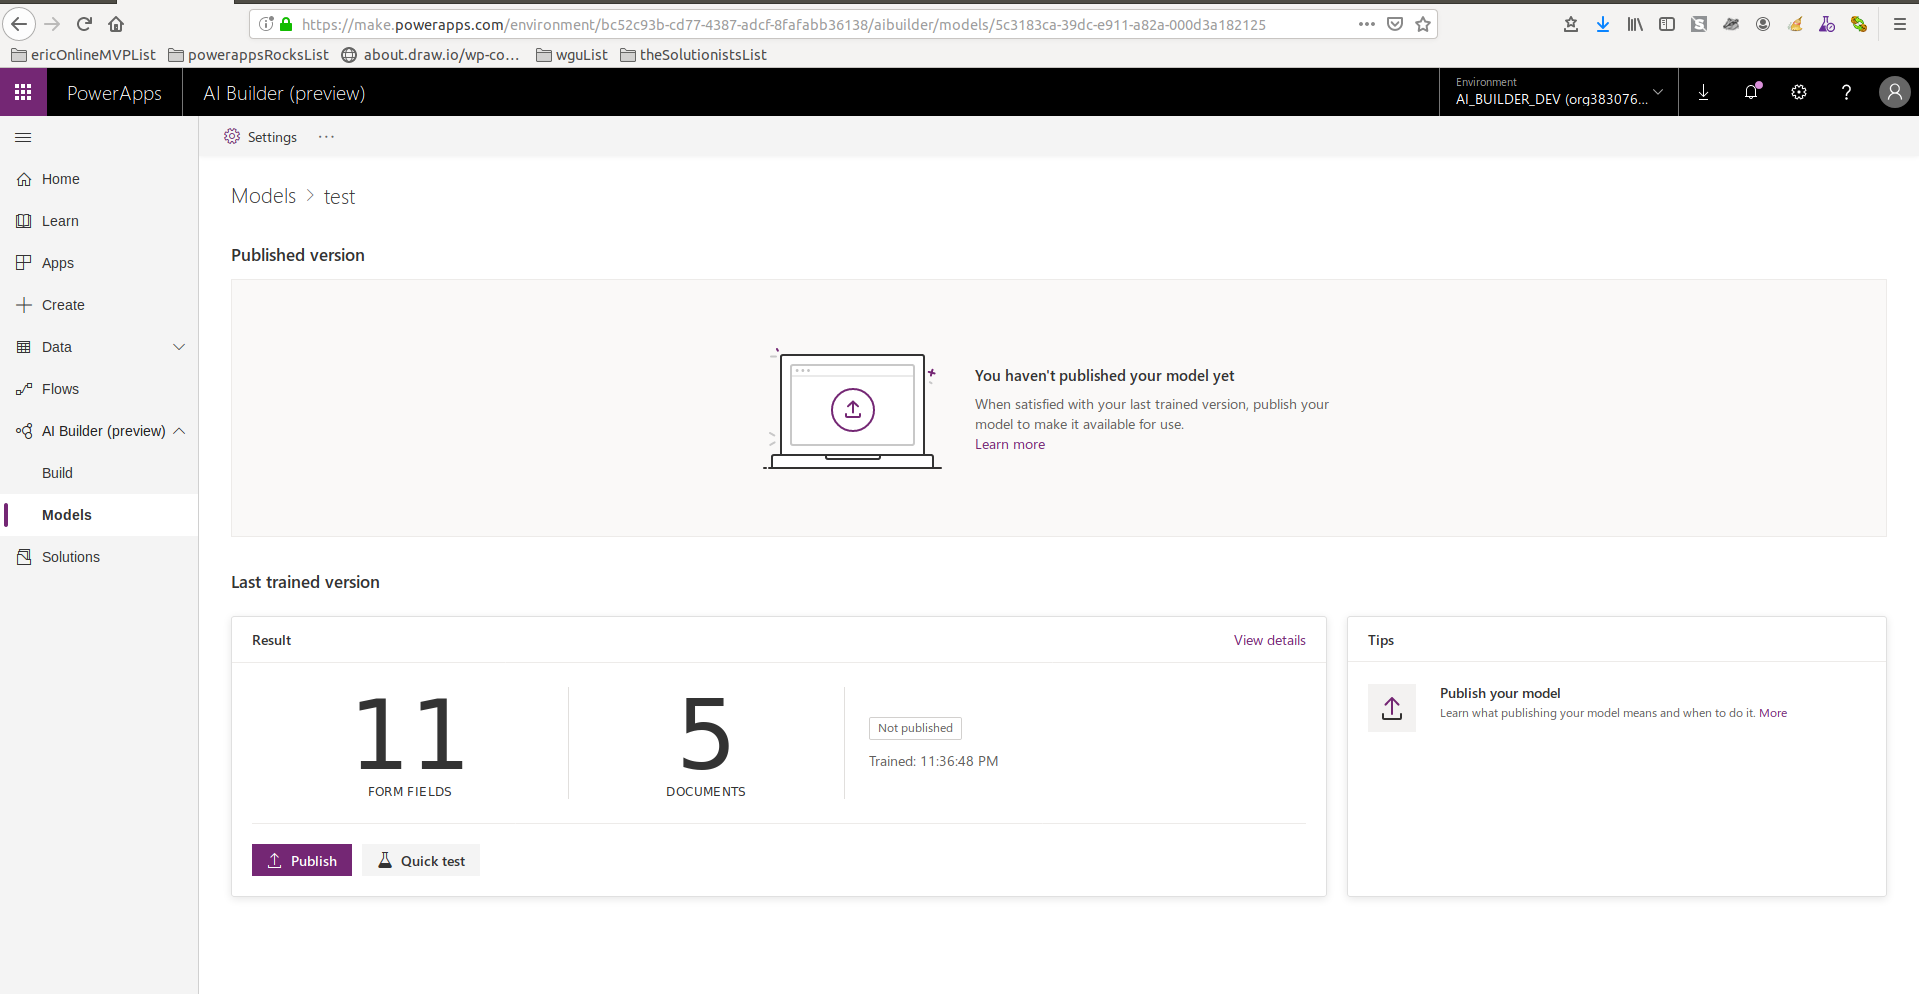 https://make.powerapps.com/environment/bc52c93b-cd77-4387-adcf-8fafabb36138/aibuilder/models/5c3183ca-39dc-e911-a82a-000d3a182125
ericOnlineMVPList powerappsRocksList about.draw.io/wp-co... wguList theSolutionistsList
PowerApps AI Builder (preview)
Environment
AI_BUILDER_DEV (org383076...
?
Settings ...
Home
Learn
Apps
Create
Data
Flows
AI Builder (preview)
Build
Models
Solutions
Models > test
Published version
You haven't published your model yet
When satisfied with your last trained version, publish your
model to make it available for use.
Learn more
Last trained version
Result View details
11
FORM FIELDS
5
DOCUMENTS
Not published
Trained: 11:36:48 PM
Publish Quick test
Tips
Publish your model
Learn what publishing your model means and when to do it. More